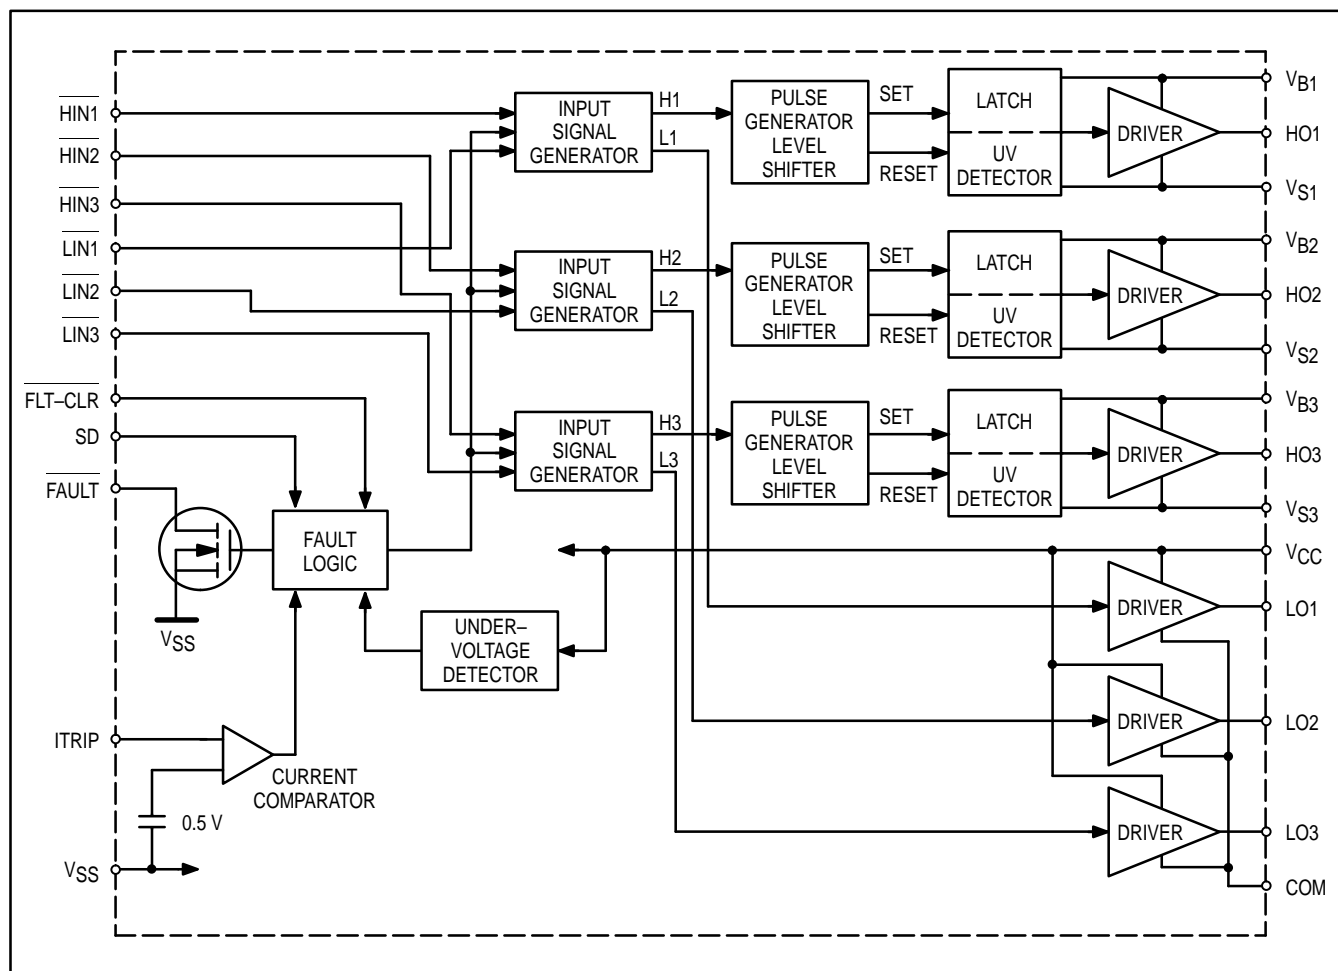 HIN1
HIN2
HIN3
LIN1
LIN2
LIN3
FLT–CLR
SD
FAULT
VSS
ITRIP
0.5 V
VSS
INPUT
SIGNAL
GENERATOR
H1
L1
PULSE
GENERATOR
LEVEL
SHIFTER
SET
RESET
LATCH
UV
DETECTOR
DRIVER
VB1
HO1
VS1
INPUT
SIGNAL
GENERATOR
H2
L2
PULSE
GENERATOR
LEVEL
SHIFTER
SET
RESET
LATCH
UV
DETECTOR
DRIVER
VB2
HO2
VS2
INPUT
SIGNAL
GENERATOR
H3
L3
PULSE
GENERATOR
LEVEL
SHIFTER
SET
RESET
LATCH
UV
DETECTOR
DRIVER
VB3
HO3
VS3
FAULT
LOGIC
UNDER–
VOLTAGE
DETECTOR
CURRENT
COMPARATOR
VCC
DRIVER
LO1
DRIVER
LO2
DRIVER
LO3
COM